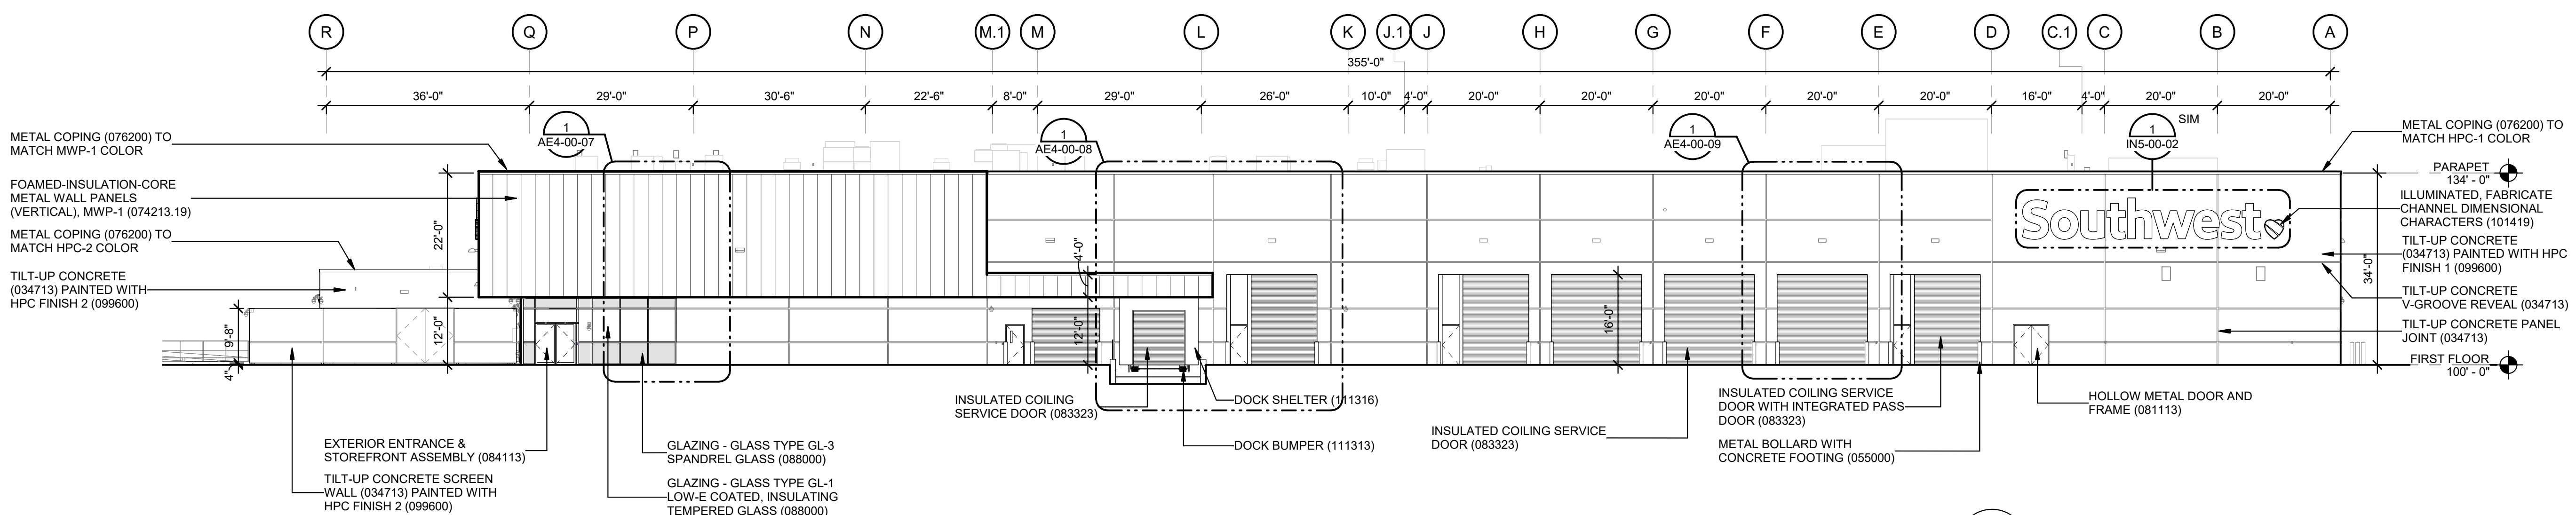 R
Q
P
N
M.1
M
L
K
J.1
J
H
G
F
E
D
C.1
C
B
A
355'-0"
36'-0"
29'-0"
30'-6"
22'-6"
8'-0"
29'-0"
26'-0"
10'-0"
4'-0"
20'-0"
20'-0"
20'-0"
20'-0"
20'-0"
16'-0"
4'-0"
20'-0"
20'-0"
METAL COPING (076200) TO
MATCH MWP-1 COLOR
FOAMED-INSULATION-CORE
METAL WALL PANELS
(VERTICAL), MWP-1 (074213.19)
METAL COPING (076200) TO
MATCH HPC-2 COLOR
TILT-UP CONCRETE
(034713) PAINTED WITH
HPC FINISH 2 (099600)
1
AE4-00-07
1
AE4-00-08
1
AE4-00-09
1
SIM
IN5-00-02
METAL COPING (076200) TO
MATCH HPC-1 COLOR
PARAPET
134' - 0"
ILLUMINATED, FABRICATE
CHANNEL DIMENSIONAL
CHARACTERS (101419)
TILT-UP CONCRETE
(034713) PAINTED WITH HPC
FINISH 1 (099600)
TILT-UP CONCRETE
V-GROOVE REVEAL (034713)
TILT-UP CONCRETE PANEL
JOINT (034713)
FIRST FLOOR
100' - 0"
Southwest
22'-0"
12'-0"
9'-8"
4"
4'-0"
12'-0"
16'-0"
34'-0"
EXTERIOR ENTRANCE &
STOREFRONT ASSEMBLY (084113)
TILT-UP CONCRETE SCREEN
WALL (034713) PAINTED WITH
HPC FINISH 2 (099600)
GLAZING - GLASS TYPE GL-3
SPANDREL GLASS (088000)
GLAZING - GLASS TYPE GL-1
LOW-E COATED, INSULATING
TEMPERED GLASS (088000)
INSULATED COILING
SERVICE DOOR (083323)
DOCK SHELTER (111316)
DOCK BUMPER (111313)
INSULATED COILING SERVICE
DOOR (083323)
INSULATED COILING SERVICE
DOOR WITH INTEGRATED PASS
DOOR (083323)
METAL BOLLARD WITH
CONCRETE FOOTING (055000)
HOLLOW METAL DOOR AND
FRAME (081113)